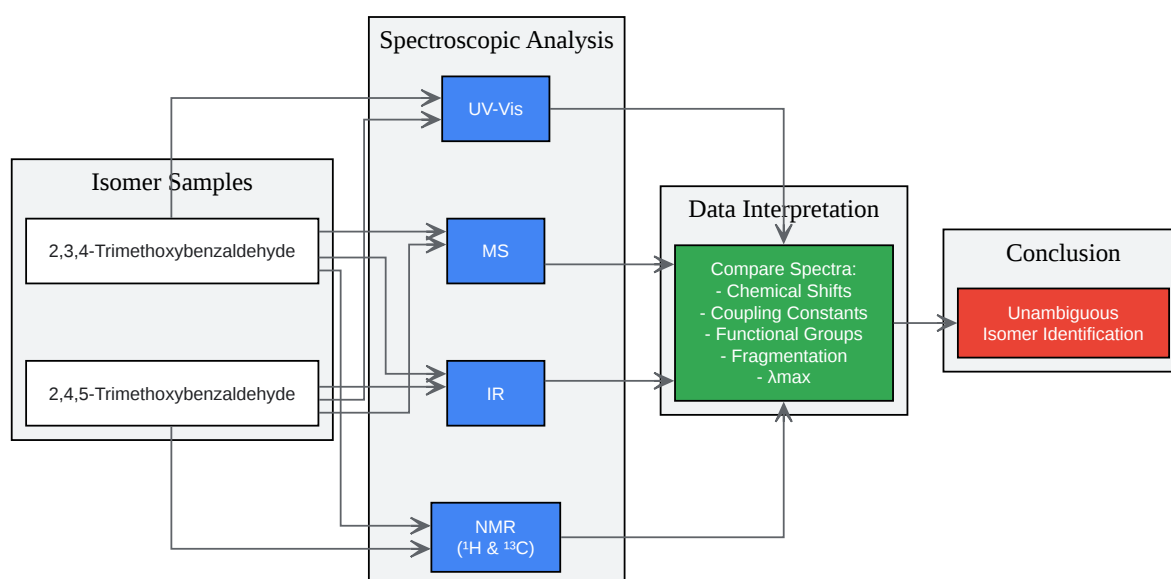 Spectroscopic Analysis
UV-Vis
Isomer Samples
2,3,4-Trimethoxybenzaldehyde
2,4,5-Trimethoxybenzaldehyde
MS
IR
NMR
(¹H & ¹³C)
Data Interpretation
Compare Spectra:
- Chemical Shifts
- Coupling Constants
- Functional Groups
- Fragmentation
- λmax
Conclusion
Unambiguous
Isomer Identification